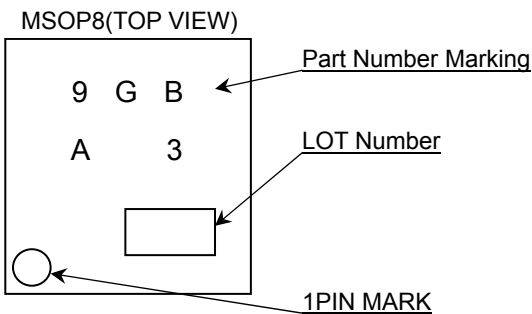 MSOP8(TOP VIEW)
Part Number Marking
9 G B
LOT Number
A 3
1PIN MARK